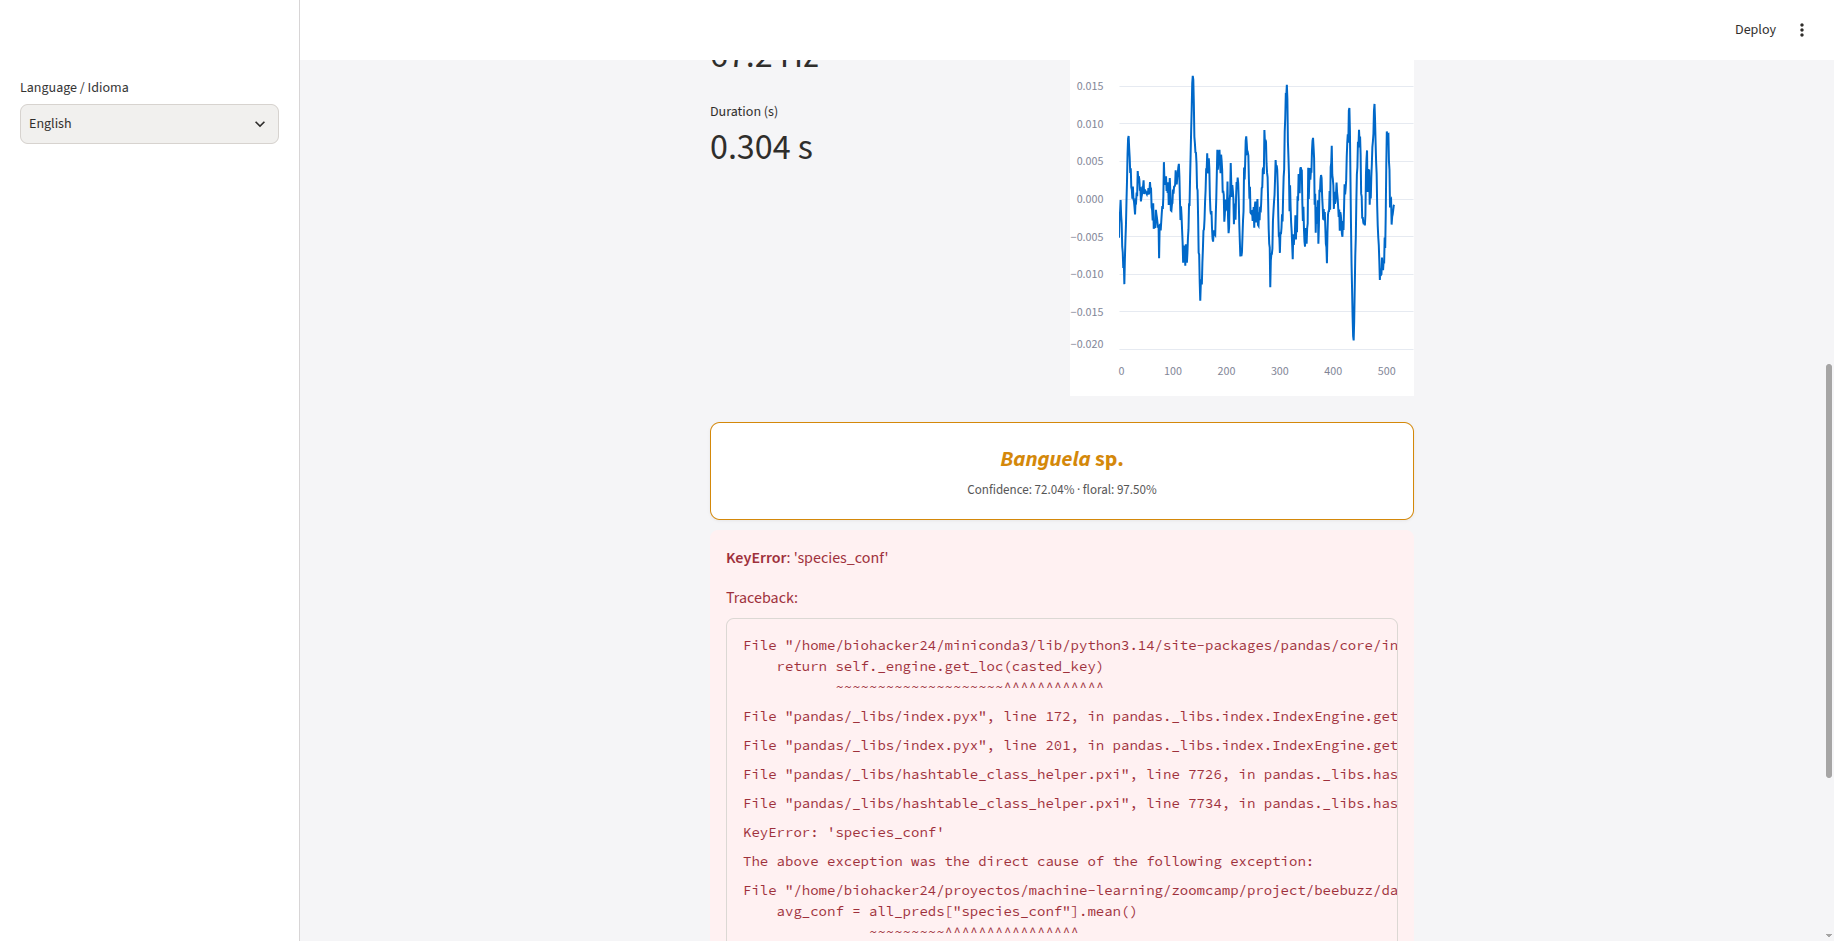 Deploy
Language / Idioma
English
67.2 Hz
Duration (s)
0.304 s
0.015
0.010
0.005
0.000
−0.005
−0.010
−0.015
−0.020
0 100 200 300 400 500
Banguela sp.
Confidence: 72.04% · floral: 97.50%
KeyError: 'species_conf'
Traceback:
File "/home/biohacker24/miniconda3/lib/python3.14/site-packages/pandas/core/in
return self._engine.get_loc(casted_key)
~~~~~~~~~~~~~~~~~~~~^^^^^^^^^^^^
File "pandas/_libs/index.pyx", line 172, in pandas._libs.index.IndexEngine.get
File "pandas/_libs/index.pyx", line 201, in pandas._libs.index.IndexEngine.get
File "pandas/_libs/hashtable_class_helper.pxi", line 7726, in pandas._libs.has
File "pandas/_libs/hashtable_class_helper.pxi", line 7734, in pandas._libs.has
KeyError: 'species_conf'
The above exception was the direct cause of the following exception:
File "/home/biohacker24/proyectos/machine-learning/zoomcamp/project/beebuzz/da
avg_conf = all_preds["species_conf"].mean()
~~~~~~~~~^^^^^^^^^^^^^^^^